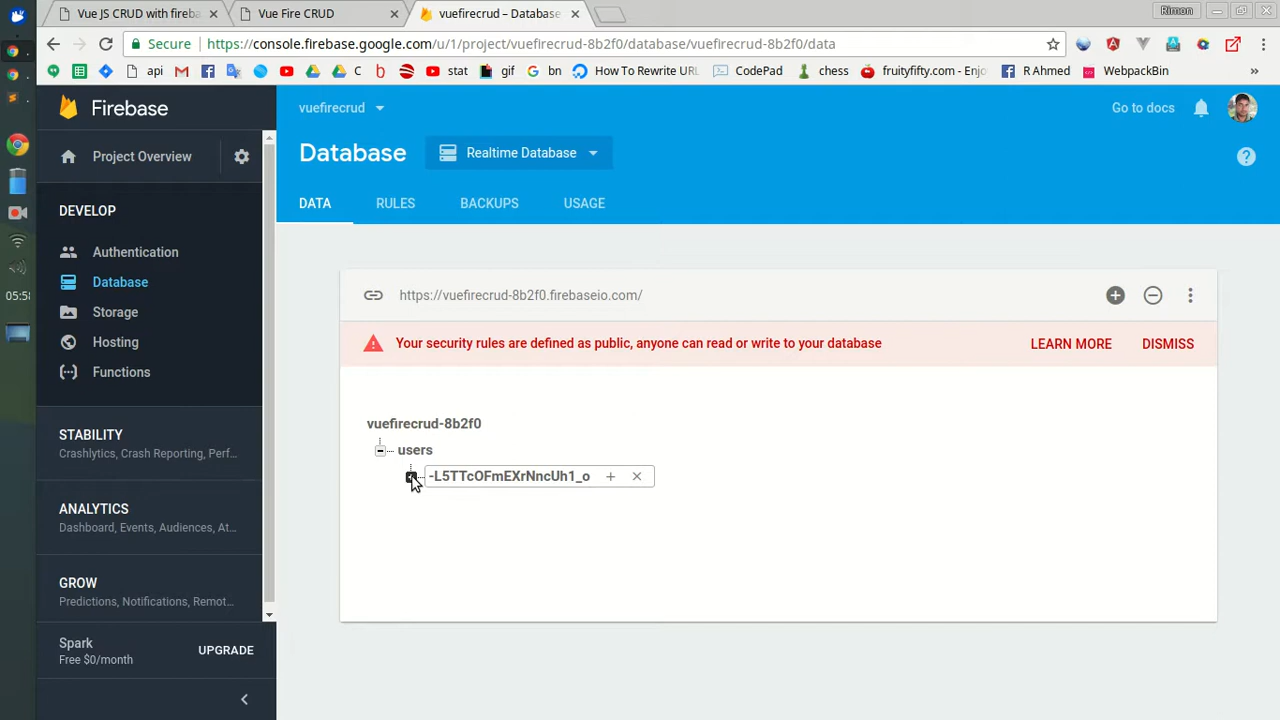 Vue JS CRUD with fireba
Vue Fire CRUD
vuefirecrud – Database
Rimon
Secure
https://console.firebase.google.com/u/1/project/vuefirecrud-8b2f0/database/vuefirecrud-8b2f0/data
api
C
b
stat
gif
bn
How To Rewrite URL
CodePad
chess
fruityfifty.com - Enjo
R Ahmed
WebpackBin
»
Firebase
vuefirecrud
Go to docs
Project Overview
Database
Realtime Database
DEVELOP
DATA
RULES
BACKUPS
USAGE
Authentication
Database
Storage
Hosting
Functions
05:58
https://vuefirecrud-8b2f0.firebaseio.com/
Your security rules are defined as public, anyone can read or write to your database
LEARN MORE
DISMISS
vuefirecrud-8b2f0
users
-L5TTcOFmEXrNncUh1_o
STABILITY
Crashlytics, Crash Reporting, Perf...
ANALYTICS
Dashboard, Events, Audiences, At...
GROW
Predictions, Notifications, Remot...
Spark
Free $0/month
UPGRADE